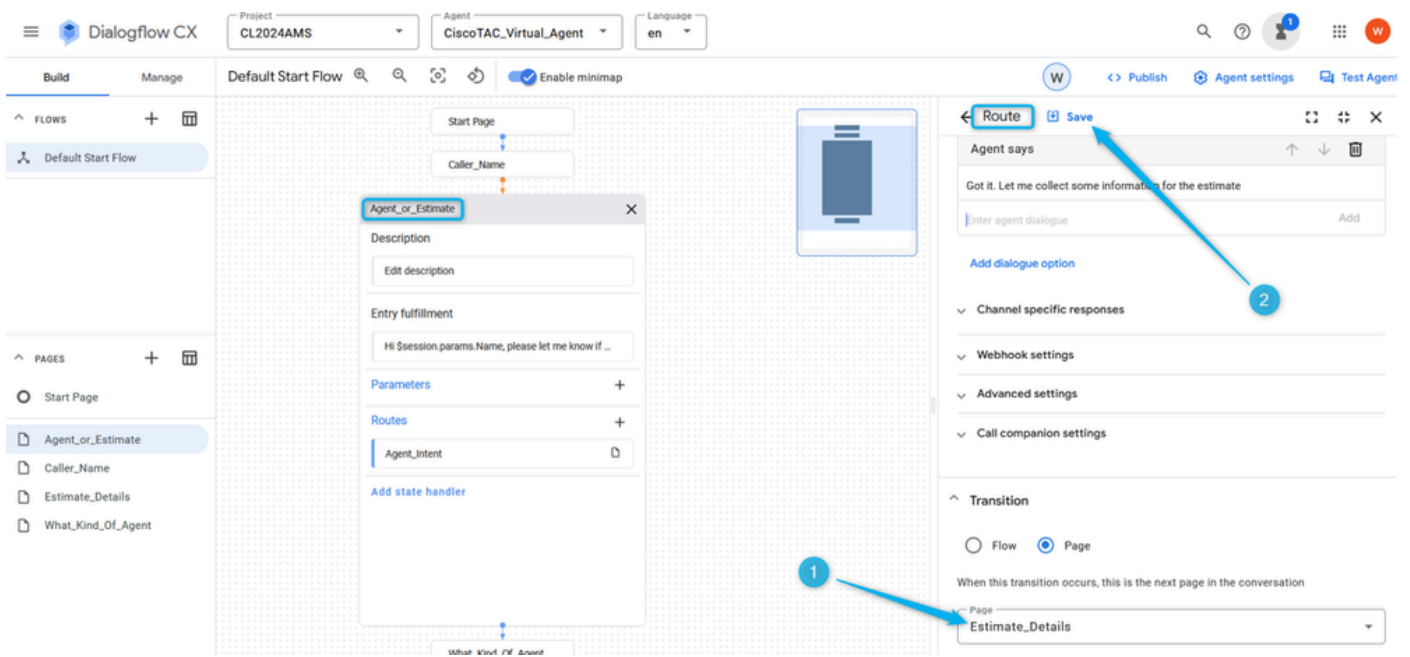 Dialogflow CX
Project
CL2024AMS
Agent
CiscoTAC_Virtual_Agent
Language
en
1
W
Build
Manage
Default Start Flow
Enable minimap
W
<> Publish
Agent settings
Test Agent
FLOWS
Default Start Flow
PAGES
Start Page
Agent_or_Estimate
Caller_Name
Estimate_Details
What_Kind_Of_Agent
Start Page
Caller_Name
Agent_or_Estimate
Description
Edit description
Entry fulfillment
Hi $session.params.Name, please let me know if ...
Parameters
Routes
Agent_Intent
Add state handler
What_Kind_Of_Agent
Route
Save
Agent says
Got it. Let me collect some information for the estimate
Enter agent dialogue
Add
Add dialogue option
2
Channel specific responses
Webhook settings
Advanced settings
Call companion settings
Transition
Flow
Page
1
When this transition occurs, this is the next page in the conversation
Page
Estimate_Details